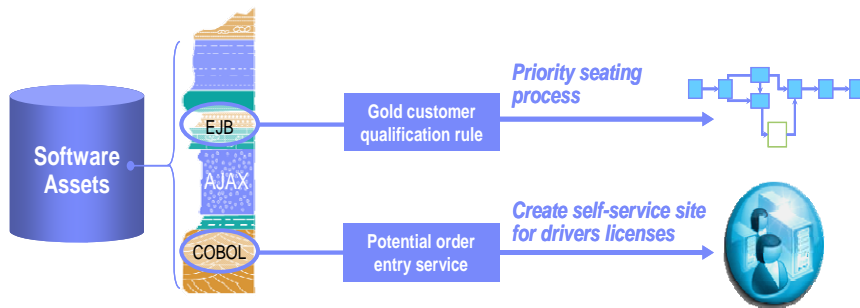 Software
Assets
EJB
AJAX
COBOL
Gold customer
qualification rule
Priority seating
process
Potential order
entry service
Create self-service site
for drivers licenses